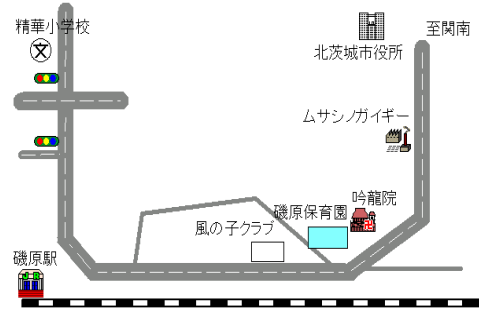 精華小学校
文
至関南
北茨城市役所
ムサシノガイギー
吟龍院
磯原保育園
風の子クラブ
磯原駅